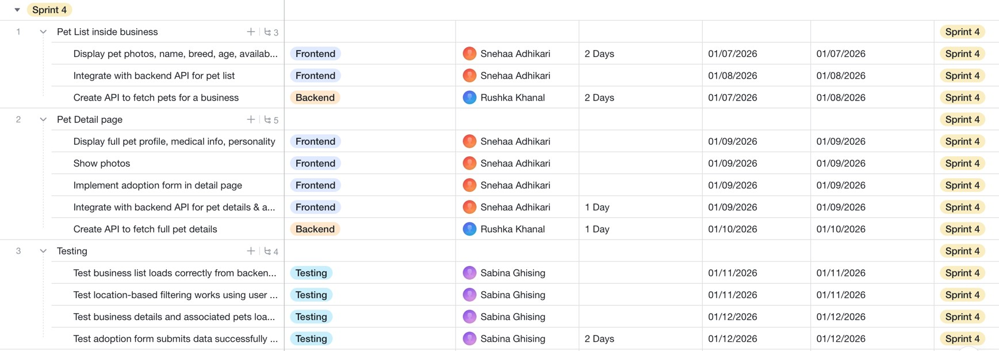 Sprint 4
1 Pet List inside business 3 Sprint 4
Display pet photos, name, breed, age, availab... Frontend Snehaa Adhikari 2 Days 01/07/2026 01/07/2026 Sprint 4
Integrate with backend API for pet list Frontend Snehaa Adhikari 01/08/2026 01/08/2026 Sprint 4
Create API to fetch pets for a business Backend Rushka Khanal 2 Days 01/07/2026 01/08/2026 Sprint 4
2 Pet Detail page 5 Sprint 4
Display full pet profile, medical info, personality Frontend Snehaa Adhikari 01/09/2026 01/09/2026 Sprint 4
Show photos Frontend Snehaa Adhikari 01/09/2026 01/09/2026 Sprint 4
Implement adoption form in detail page Frontend Snehaa Adhikari 01/09/2026 01/09/2026 Sprint 4
Integrate with backend API for pet details & a... Frontend Snehaa Adhikari 1 Day 01/09/2026 01/09/2026 Sprint 4
Create API to fetch full pet details Backend Rushka Khanal 1 Day 01/10/2026 01/10/2026 Sprint 4
3 Testing 4 Sprint 4
Test business list loads correctly from backen... Testing Sabina Ghising 01/11/2026 01/11/2026 Sprint 4
Test location-based filtering works using user ... Testing Sabina Ghising 01/11/2026 01/11/2026 Sprint 4
Test business details and associated pets loa... Testing Sabina Ghising 01/12/2026 01/12/2026 Sprint 4
Test adoption form submits data successfully ... Testing Sabina Ghising 2 Days 01/12/2026 01/12/2026 Sprint 4